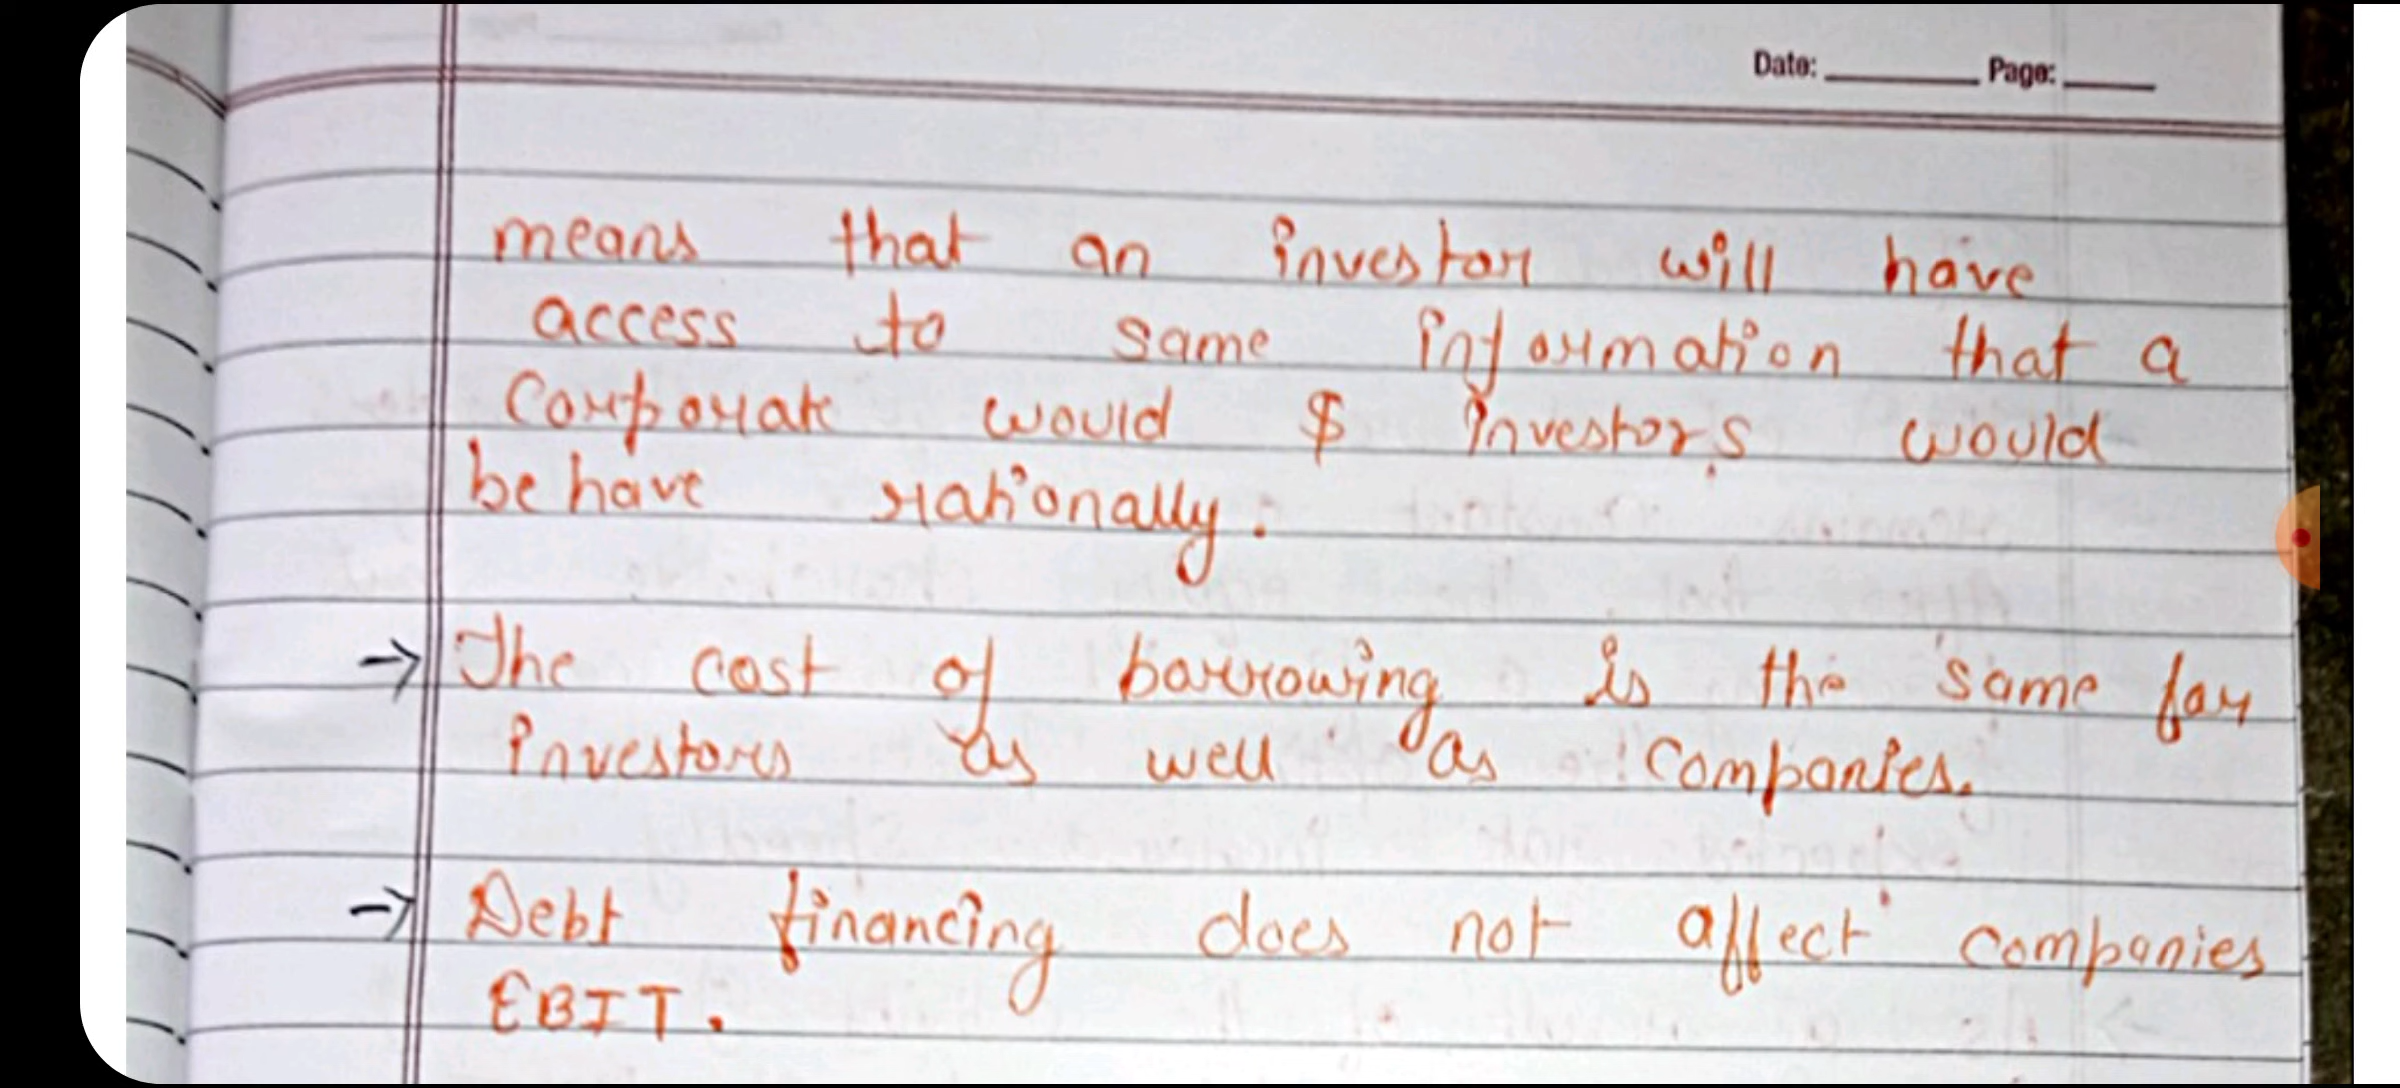 Date: Page:
means that an investor will have
access to same information that a
Corporate would $ investors would
behave rationally.
→ The cost of borrowing is the same for
investors as well as Companies.
→ Debt financing does not affect companies
EBIT.